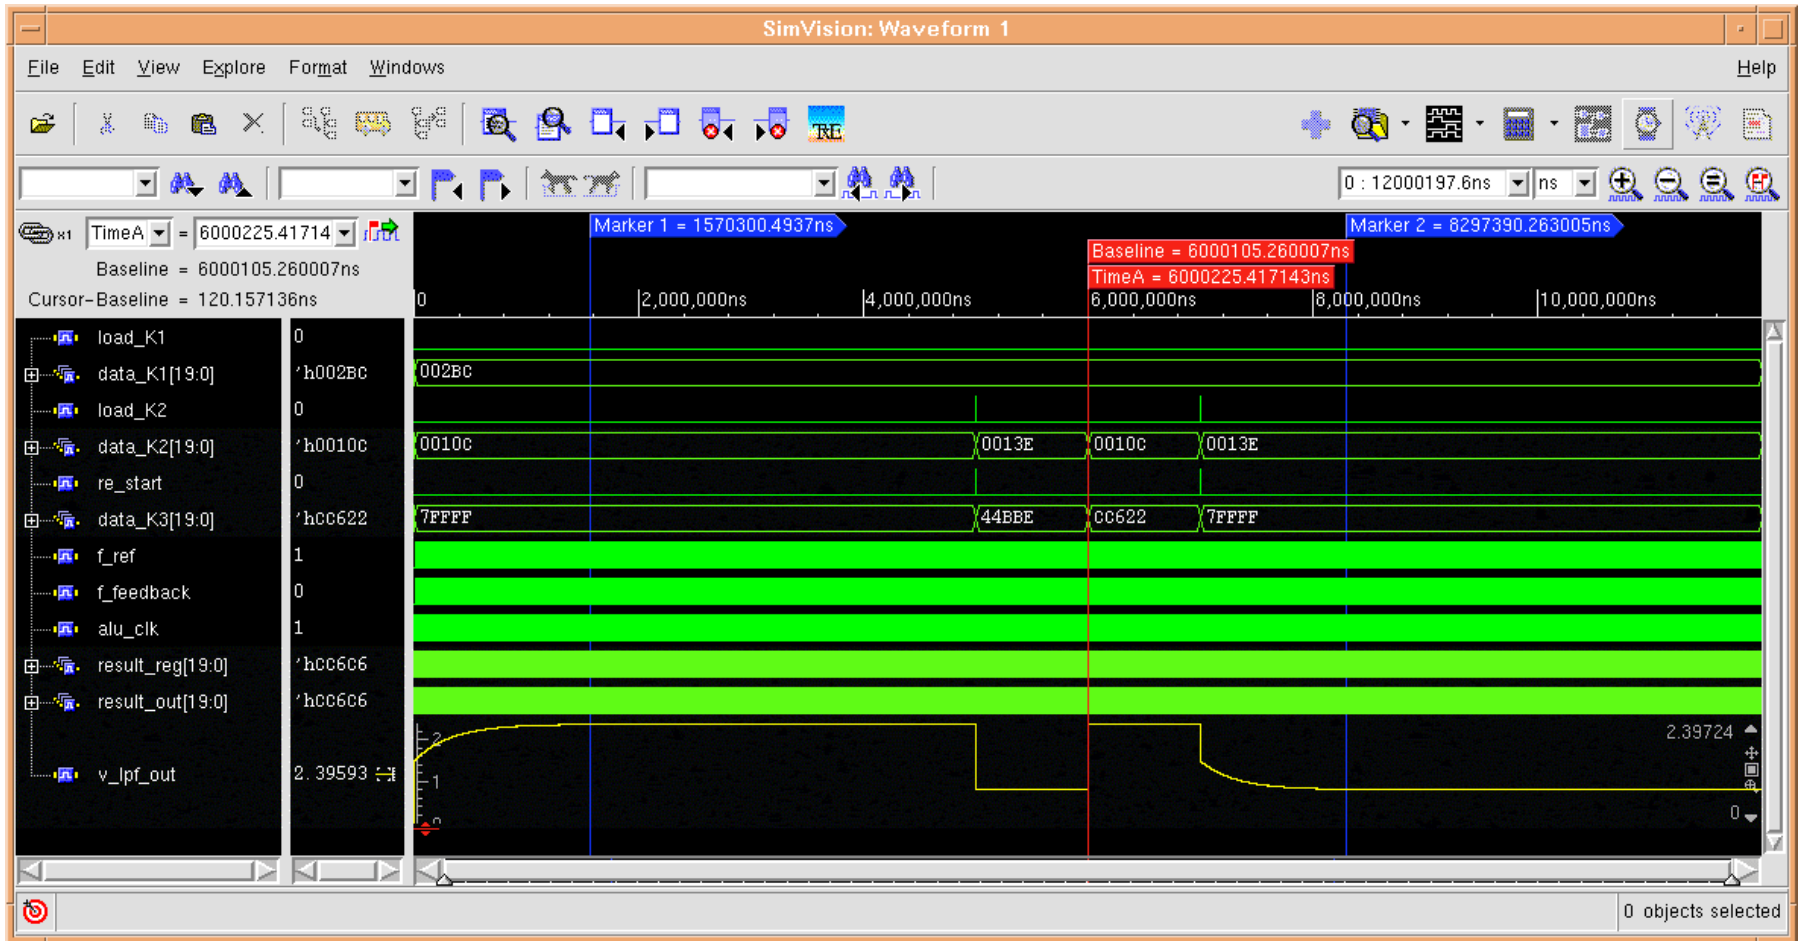 SimVision: Waveform 1
File Edit View Explore Format Windows Help
RE
0 : 12000197.6ns ns
x1 TimeA = 6000225.41714
Baseline = 6000105.260007ns
Cursor-Baseline = 120.157136ns
Marker 1 = 1570300.4937ns Marker 2 = 8297390.263005ns
Baseline = 6000105.260007ns
TimeA = 6000225.417143ns
0 2,000,000ns 4,000,000ns 6,000,000ns 8,000,000ns 10,000,000ns
load_K1 0
data_K1[19:0] 'h002BC 002BC
load_K2 0
data_K2[19:0] 'h0010C 0010C 0013E 0010C 0013E
re_start 0
data_K3[19:0] 'hCC622 7FFFF 44BBE CC622 7FFFF
f_ref 1
f_feedback 0
alu_clk 1
result_reg[19:0] 'hCC6C6
result_out[19:0] 'hCC6C6
2 2.39724
v_lpf_out 2.39593 1
0 0
0 objects selected